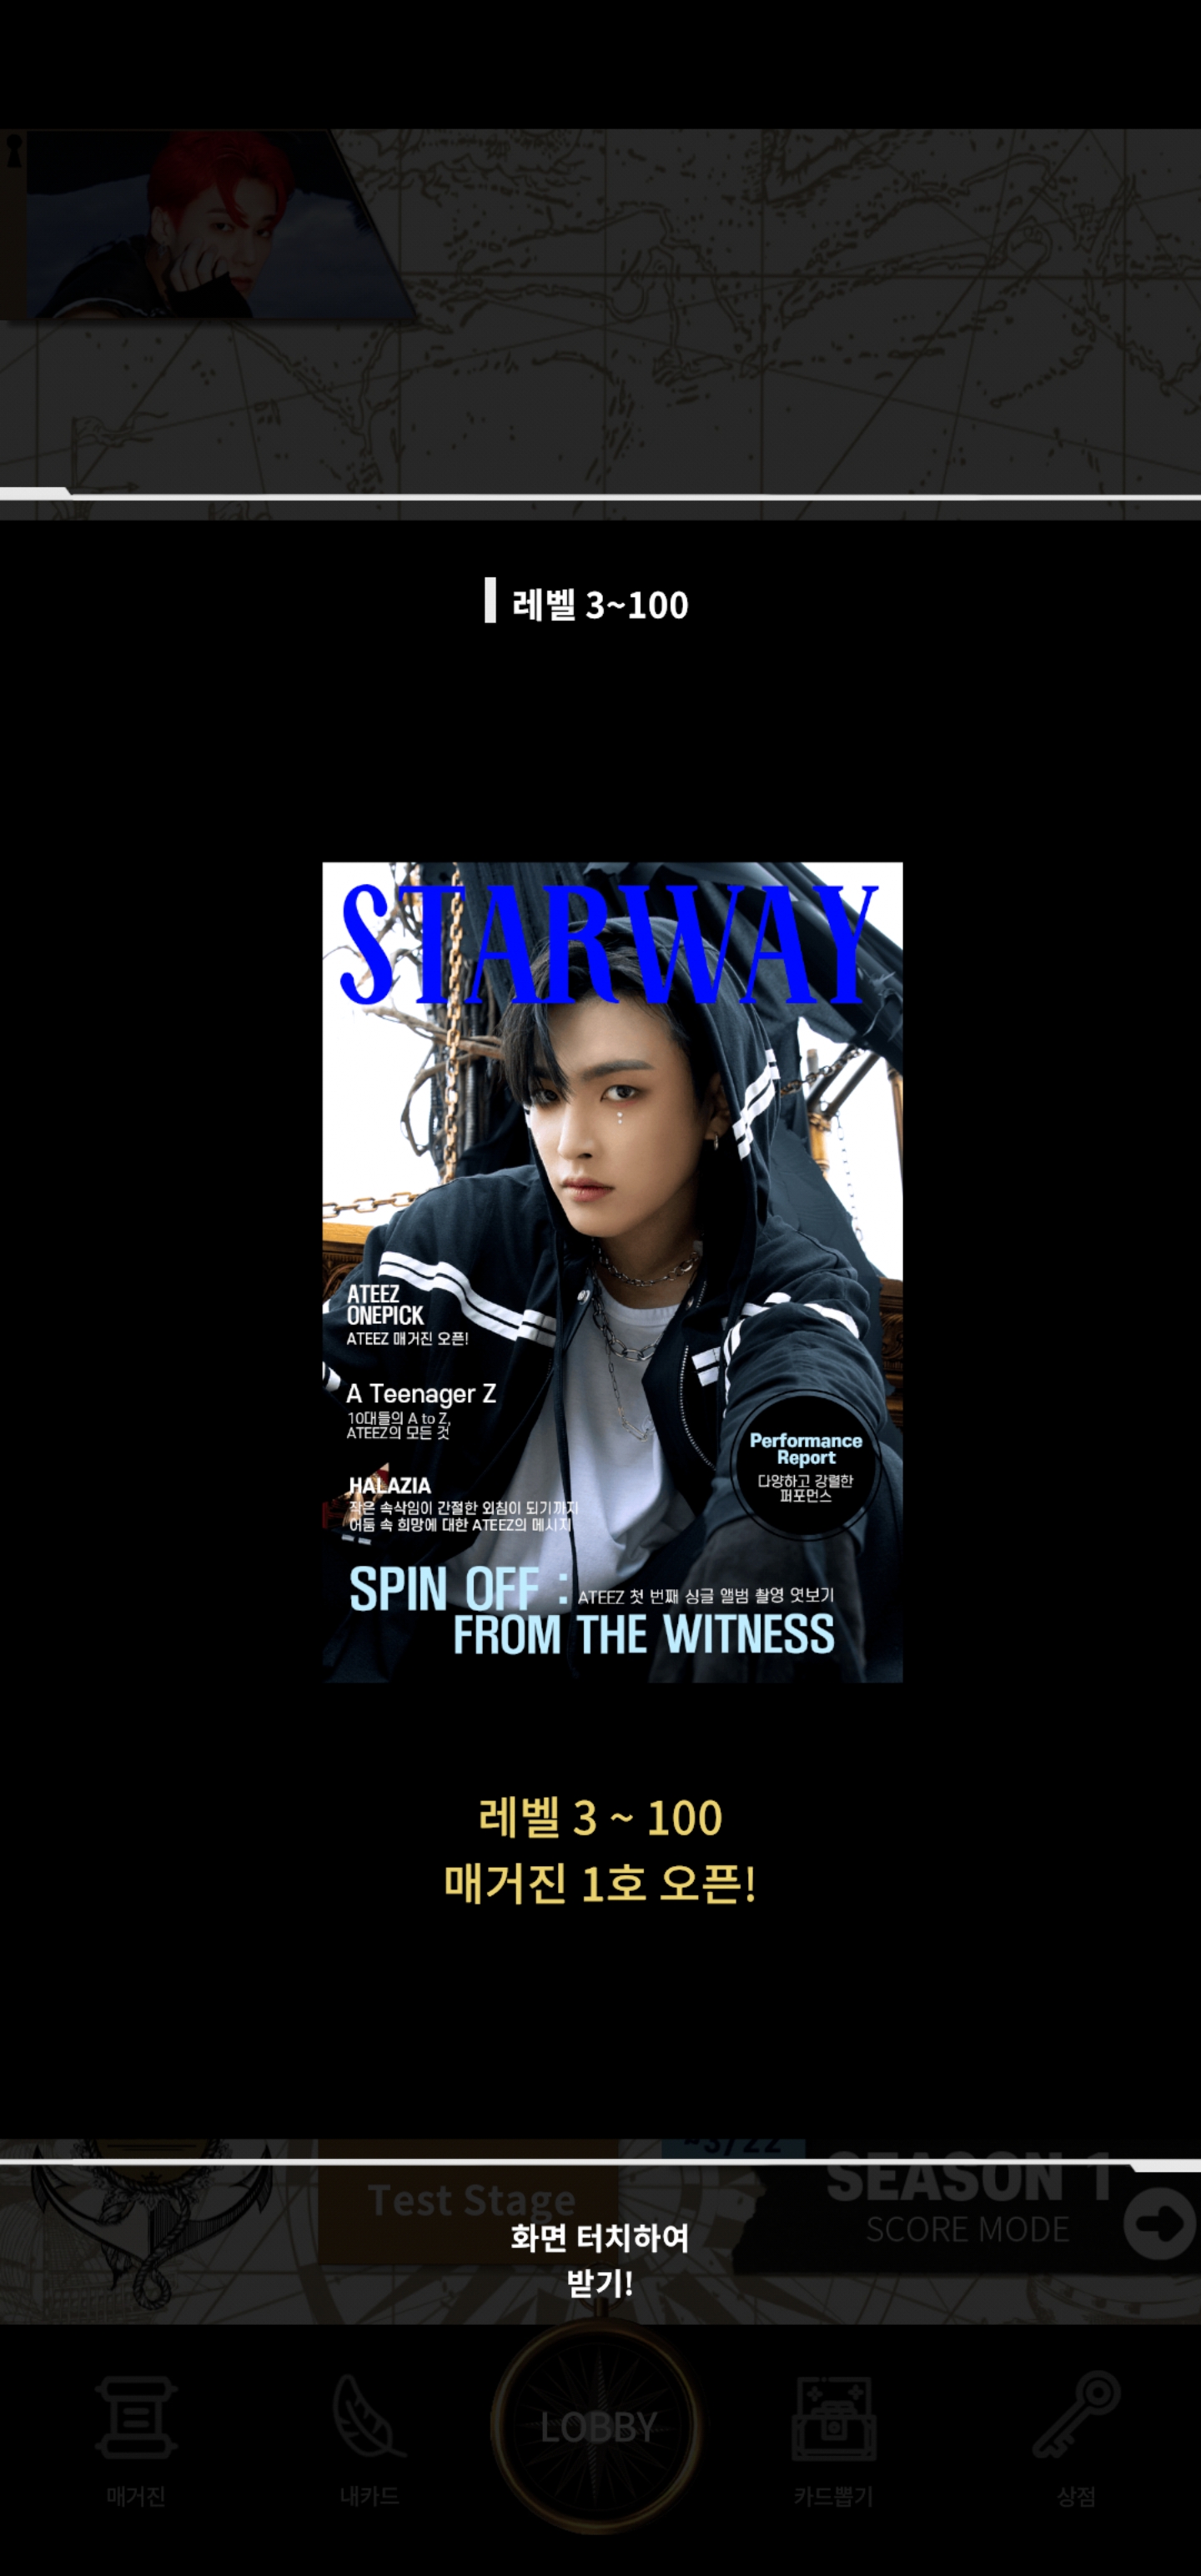 레벨 3~100
STARWAY
ATEEZ
ONEPICK
ATEEZ 매거진 오픈!
A Teenager Z
10대들의 A to Z,
ATEEZ의 모든 것
Performance
Report
다양하고 강렬한
퍼포먼스
HALAZIA
작은 속삭임이 간절한 외침이 되기까지
어둠 속 희망에 대한 ATEEZ의 메시지
SPIN OFF : ATEEZ 첫 번째 싱글 앨범 촬영 엿보기
FROM THE WITNESS
레벨 3 ~ 100
매거진 1호 오픈!
~3/22
Test Stage
SEASON 1
SCORE MODE
화면 터치하여
받기!
매거진
내카드
LOBBY
카드뽑기
상점